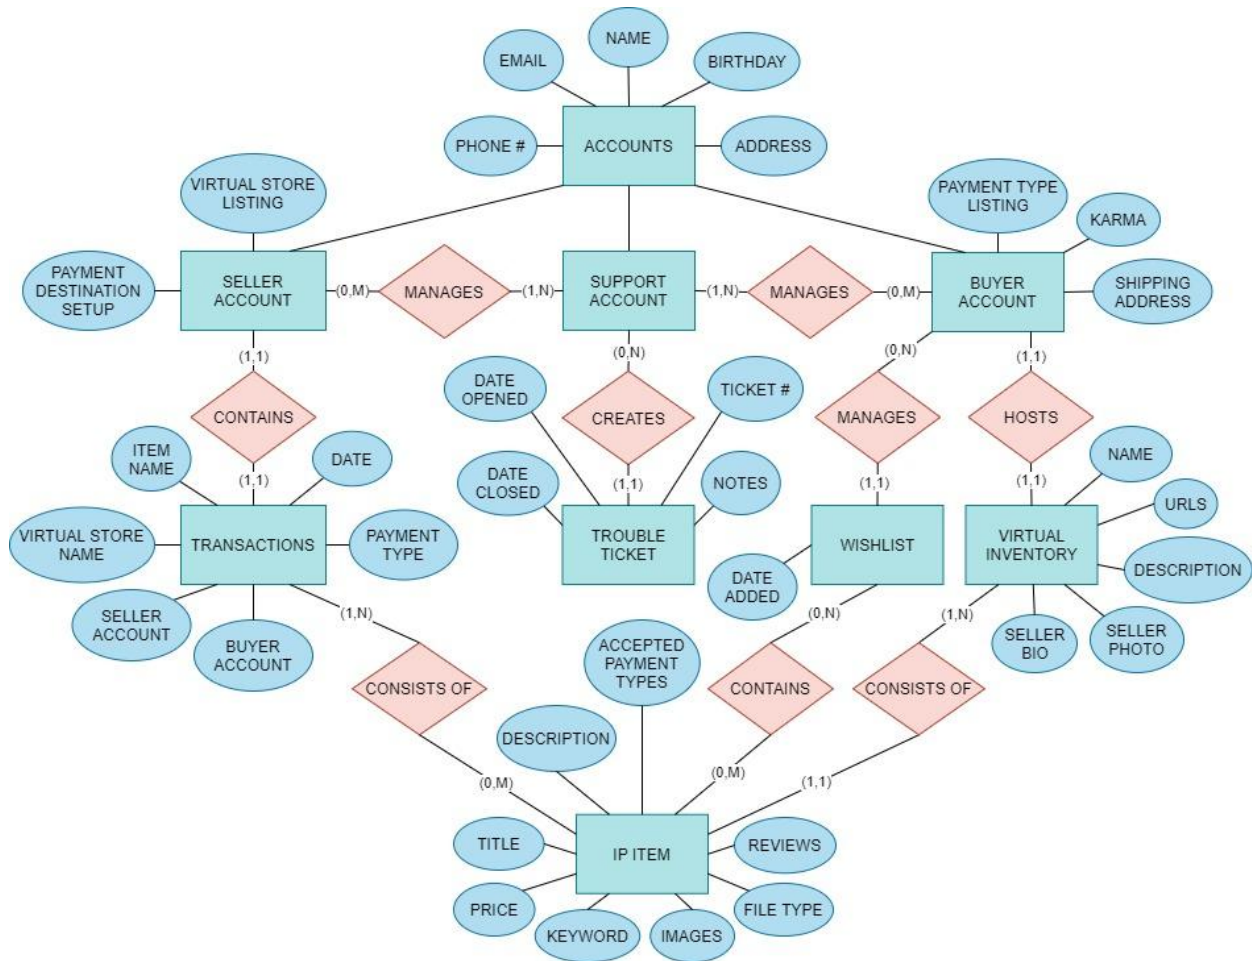 NAME
EMAIL
BIRTHDAY
PHONE #
ACCOUNTS
ADDRESS
VIRTUAL STORE
LISTING
PAYMENT TYPE
LISTING
KARMA
PAYMENT
DESTINATION
SETUP
SELLER
ACCOUNT
(0,M)
MANAGES
(1,N)
SUPPORT
ACCOUNT
(1,N)
MANAGES
(0,M)
BUYER
ACCOUNT
SHIPPING
ADDRESS
(1,1)
(0,N)
(0,N)
(1,1)
DATE
OPENED
TICKET #
CONTAINS
CREATES
MANAGES
HOSTS
ITEM
NAME
DATE
NAME
(1,1)
DATE
CLOSED
(1,1)
NOTES
(1,1)
(1,1)
URLS
VIRTUAL STORE
NAME
TRANSACTIONS
PAYMENT
TYPE
TROUBLE
TICKET
WISHLIST
VIRTUAL
INVENTORY
DESCRIPTION
DATE
ADDED
SELLER
ACCOUNT
BUYER
ACCOUNT
(1,N)
(0,N)
(1,N)
SELLER
BIO
SELLER
PHOTO
ACCEPTED
PAYMENT
TYPES
CONSISTS OF
CONTAINS
CONSISTS OF
DESCRIPTION
(0,M)
(0,M)
(1,1)
TITLE
IP ITEM
REVIEWS
PRICE
FILE TYPE
KEYWORD
IMAGES